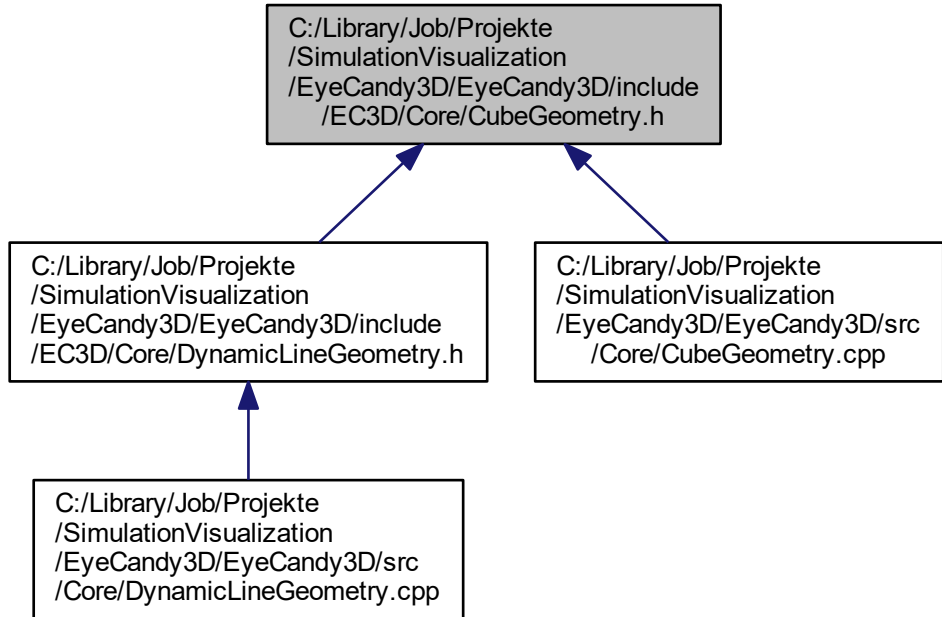 C:/Library/Job/Projekte
/SimulationVisualization
/EyeCandy3D/EyeCandy3D/include
/EC3D/Core/CubeGeometry.h
C:/Library/Job/Projekte
/SimulationVisualization
/EyeCandy3D/EyeCandy3D/include
/EC3D/Core/DynamicLineGeometry.h
C:/Library/Job/Projekte
/SimulationVisualization
/EyeCandy3D/EyeCandy3D/src
/Core/CubeGeometry.cpp
C:/Library/Job/Projekte
/SimulationVisualization
/EyeCandy3D/EyeCandy3D/src
/Core/DynamicLineGeometry.cpp